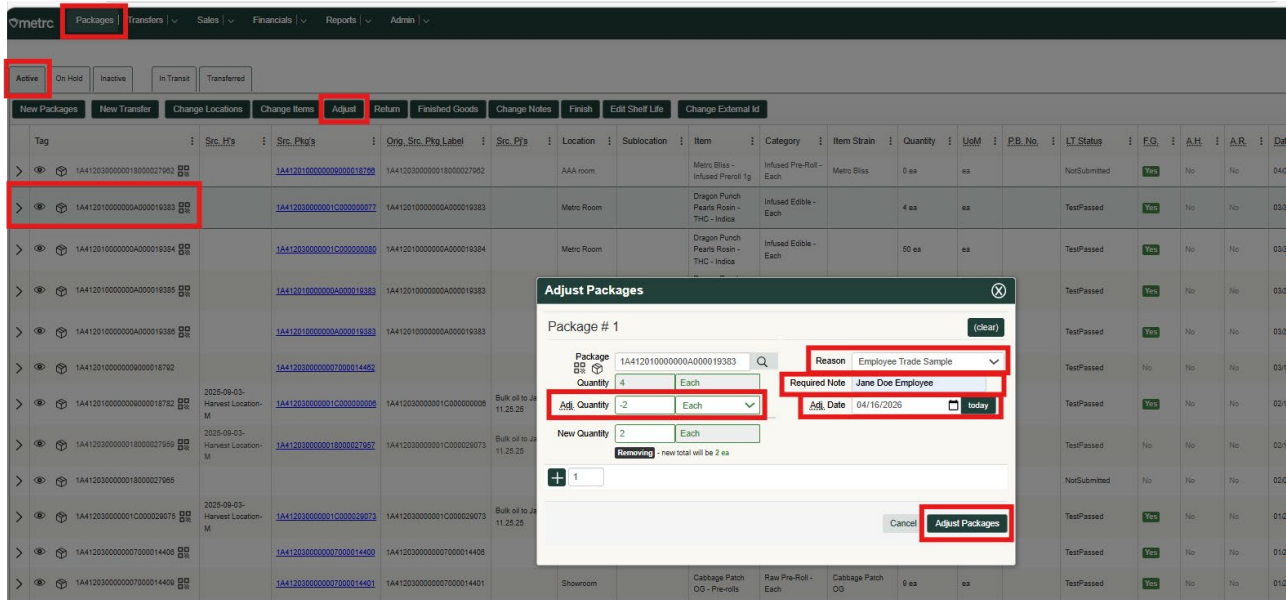 metrc Packages Transfers Sales Financials Reports Admin
Active On Hold Inactive In Transit Transferred
New Packages New Transfer Change Locations Change Items Adjust Return Finished Goods Change Notes Finish Edit Shelf Life Change External Id
Tag Src. H's Src. Pkg's Orig. Src. Pkg Label Src. Pj's Location Sublocation Item Category Item Strain Quantity UoM P.B. No. LT Status F.G. A.H. A.R.
1A4120300000018000027962 1A4120100000009000018766 1A4120300000018000027962 AAA room Metrc Bliss - Infused Preroll 1g Infused Pre-Roll - Each Metrc Bliss 0 ea ea NotSubmitted Yes No No
1A412010000000A000019383 1A412030000001C000000077 1A412010000000A000019383 Metrc Room Dragon Punch Pearls Rosin - THC - Indica Infused Edible - Each 4 ea ea TestPassed Yes No No
1A412010000000A000019384 1A412030000001C000000080 1A412010000000A000019384 Metrc Room Dragon Punch Pearls Rosin - THC - Indica Infused Edible - Each 50 ea ea TestPassed Yes No No
1A412010000000A000019385 1A412010000000A000019383 1A412010000000A000019383 TestPassed Yes No No
1A412010000000A000019386 1A412010000000A000019383 1A412010000000A000019383 TestPassed Yes No No
1A4120100000009000018792 1A4120300000007000014462 TestPassed No No No
1A4120100000009000018782 2025-09-03-Harvest Location-M 1A412030000001C000000006 1A412030000001C000000006 Bulk oil to 11.25.25 TestPassed Yes No No
1A4120300000018000027959 2025-09-03-Harvest Location-M 1A4120300000018000027957 1A412030000001C000029073 Bulk oil to 11.25.25 TestPassed No No No
1A4120300000018000027965 NotSubmitted No No No
1A412030000001C000029075 2025-09-03-Harvest Location-M 1A412030000001C000029073 1A412030000001C000029073 Bulk oil to 11.25.25 TestPassed Yes No No
1A4120300000007000014406 1A4120300000007000014400 1A4120300000007000014406 TestPassed Yes No No
1A4120300000007000014409 1A4120300000007000014401 1A4120300000007000014401 Showroom Cabbage Patch OG - Pre-rolls Raw Pre-Roll - Each Cabbage Patch OG 9 ea ea TestPassed Yes No No
Adjust Packages
Package # 1 (clear)
Package 1A412010000000A000019383
Quantity 4 Each
Adj. Quantity -2 Each
New Quantity 2 Each
Removing - new total will be 2 ea
Reason Employee Trade Sample
Required Note Jane Doe Employee
Adj. Date 04/16/2026 today
1
Cancel Adjust Packages